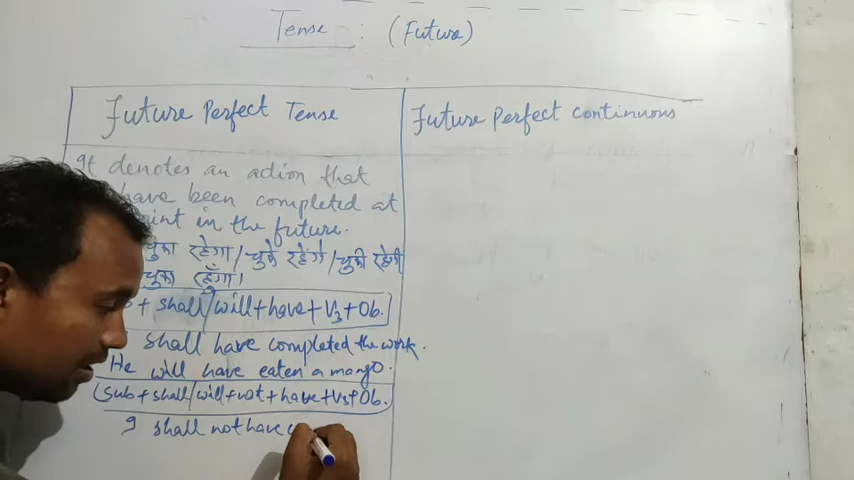 Tense : (Future)
Future Perfect Tense
It denotes an action that
have been completed at
in the future.
चुका रहेगा/चुके रहेंगे/चुकी रहेगी
चुका रहूँगा।
+ shall/will+have+V3+Ob.
shall have completed the work.
He will have eaten a mango.
(Sub+shall/will+not+have+V3+Ob.
I shall not have
Future Perfect Continuous